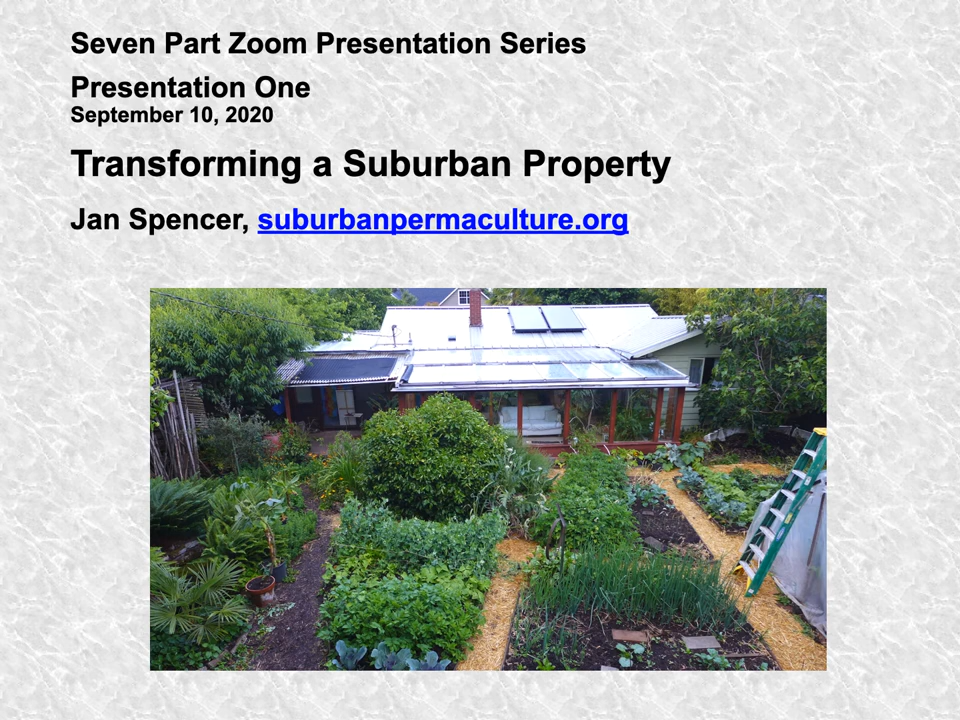 Seven Part Zoom Presentation Series
Presentation One
September 10, 2020
Transforming a Suburban Property
Jan Spencer, suburbanpermaculture.org